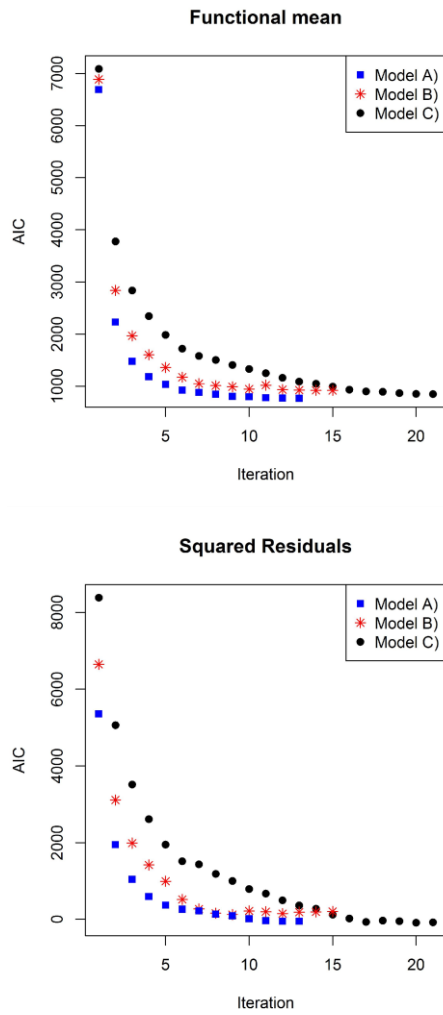 Functional mean
AIC
7000
6000
5000
4000
3000
2000
1000
Model A)
Model B)
Model C)
5 10 15 20
Iteration
Squared Residuals
AIC
8000
6000
4000
2000
0
Model A)
Model B)
Model C)
5 10 15 20
Iteration